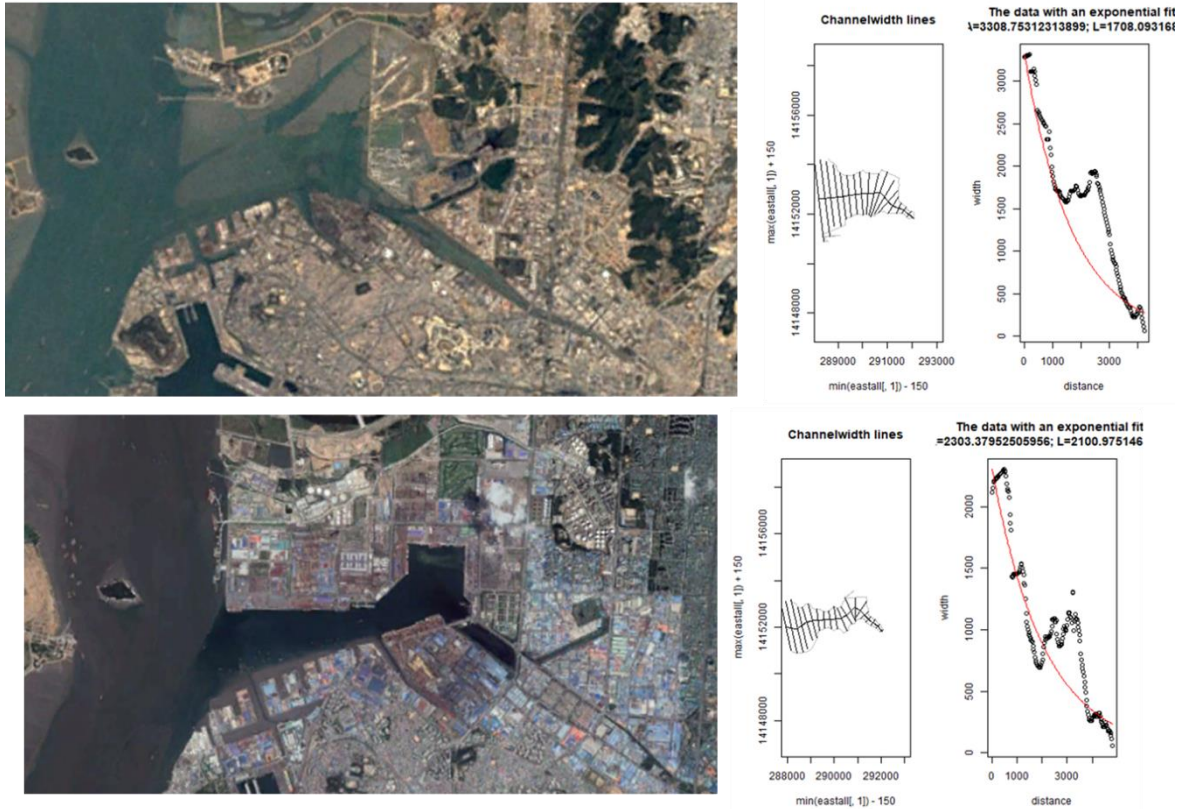 Channelwidth lines
The data with an exponential fit
A=3308.75312313899; L=1708.093168
max(eastall[, 1]) + 150
14148000 14152000 14156000
289000 291000 293000
min(eastall[, 1]) - 150
width
0 500 1000 1500 2000 2500 3000
0 1000 3000
distance
Channelwidth lines
The data with an exponential fit
=2303.37952505956; L=2100.975146
max(eastall[, 1]) + 150
14148000 14152000 14156000
288000 290000 292000
min(eastall[, 1]) - 150
width
0 500 1000 1500 2000
0 1000 3000
distance